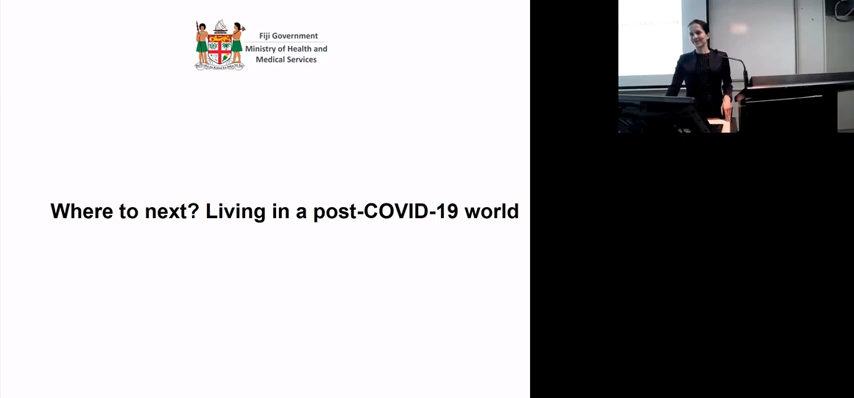 Fiji Government
Ministry of Health and
Medical Services
Where to next? Living in a post-COVID-19 world